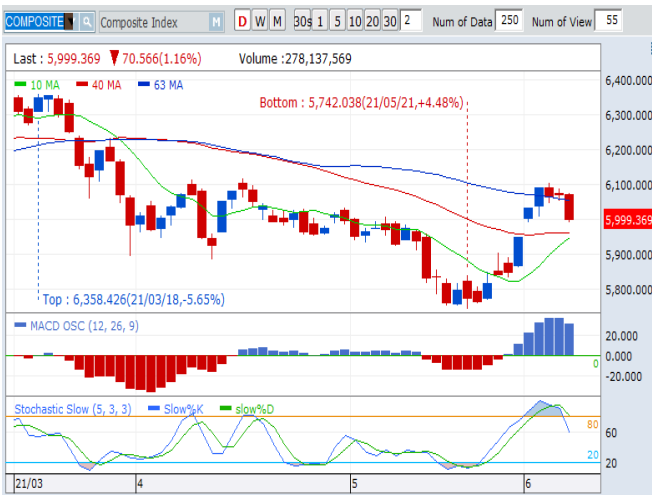 COMPOSITE Composite Index M D W M 30s 1 5 10 20 30 2 Num of Data 250 Num of View 55
Last : 5,999.369 ▼ 70.566(1.16%) Volume :278,137,569
10 MA 40 MA 63 MA
Bottom : 5,742.038(21/05/21,+4.48%)
Top : 6,358.426(21/03/18,-5.65%)
6,400.000
6,300.000
6,200.000
6,100.000
5,999.369
5,900.000
5,800.000
MACD OSC (12, 26, 9)
20.000
0.000
0
-20.000
Stochastic Slow (5, 3, 3) Slow%K slow%D
80
60
20
20
21/03 4 5 6